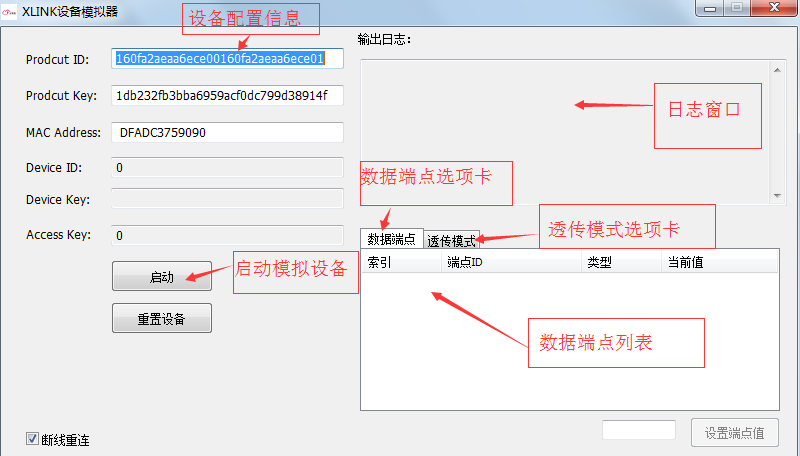 XLINK设备模拟器
设备配置信息
输出日志:
Prodcut ID:
160fa2aeaa6ece00160fa2aeaa6ece01
Prodcut Key:
1db232fb3bba6959acf0dc799d38914f
日志窗口
MAC Address:
DFADC3759090
Device ID:
0
数据端点选项卡
Device Key:
Access Key:
0
透传模式选项卡
数据端点
透传模式
索引
端点ID
类型
当前值
启动
启动模拟设备
重置设备
数据端点列表
断线重连
设置端点值